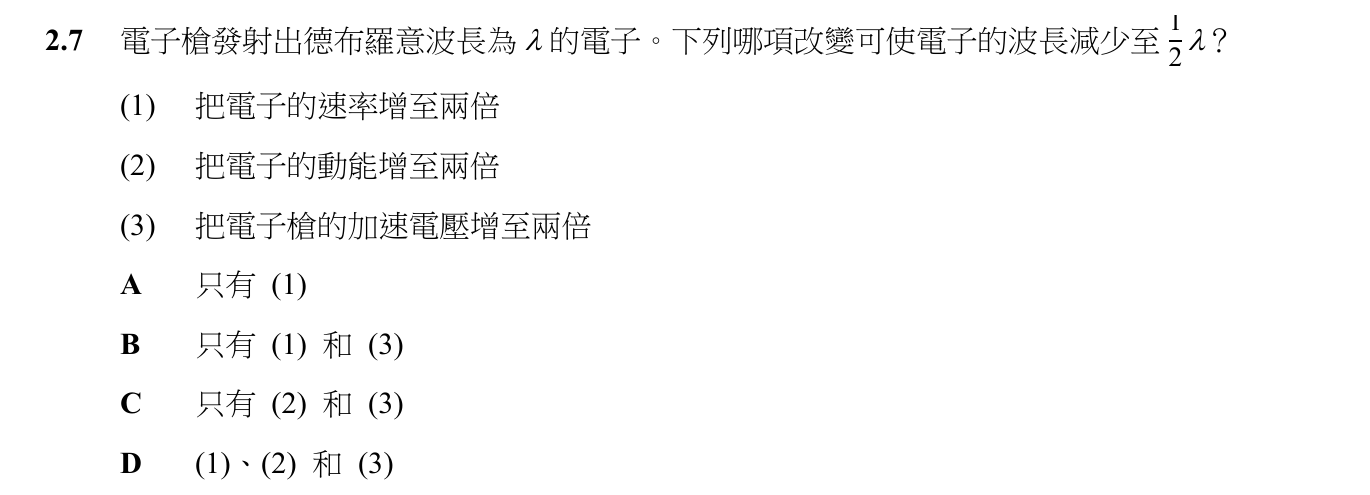 2.7 電子槍發射出德布羅意波長為 λ 的電子。下列哪項改變可使電子的波長減少至 1/2 λ？
(1) 把電子的速率增至兩倍
(2) 把電子的動能增至兩倍
(3) 把電子槍的加速電壓增至兩倍
A 只有 (1)
B 只有 (1) 和 (3)
C 只有 (2) 和 (3)
D (1)、(2) 和 (3)